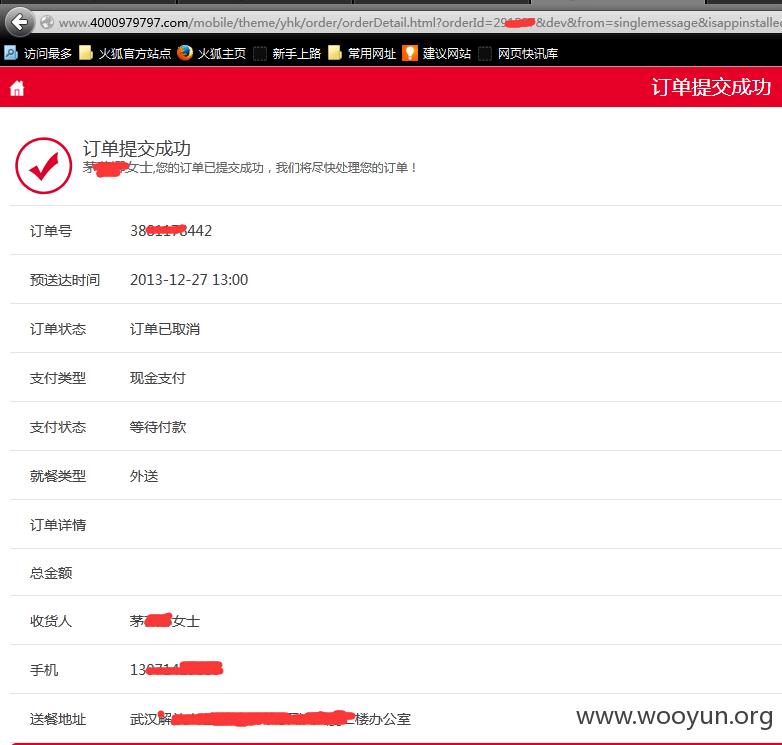 www.4000979797.com/mobile/theme/yhk/order/orderDetail.html?orderId=29 &dev&from=singlemessage&isappinstalled
访问最多 火狐官方站点 火狐主页 新手上路 常用网址 建议网站 网页快讯库
订单提交成功
订单提交成功
茅 女士,您的订单已提交成功，我们将尽快处理您的订单！
订单号 38 442
预送达时间 2013-12-27 13:00
订单状态 订单已取消
支付类型 现金支付
支付状态 等待付款
就餐类型 外送
订单详情
总金额
收货人 茅 女士
手机 13
送餐地址 武汉 楼办公室
www.wooyun.org